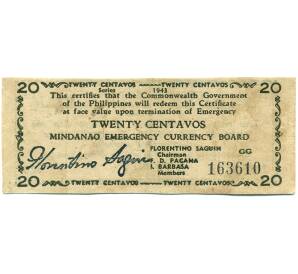 20 TWENTY CENTAVOS TWENTY CENTAVOS 20
Series 1943
This certifies that the Commonwealth Government
of the Philippines will redeem this Certificate
at face value upon termination of Emergency
TWENTY CENTAVOS
MINDANAO EMERGENCY CURRENCY BOARD
Florentino Saguin
FLORENTINO SAGUIN
Chairman
D. PACANA
I. BARBASA
Members
GG
163610
20 TWENTY CENTAVOS TWENTY CENTAVOS 20